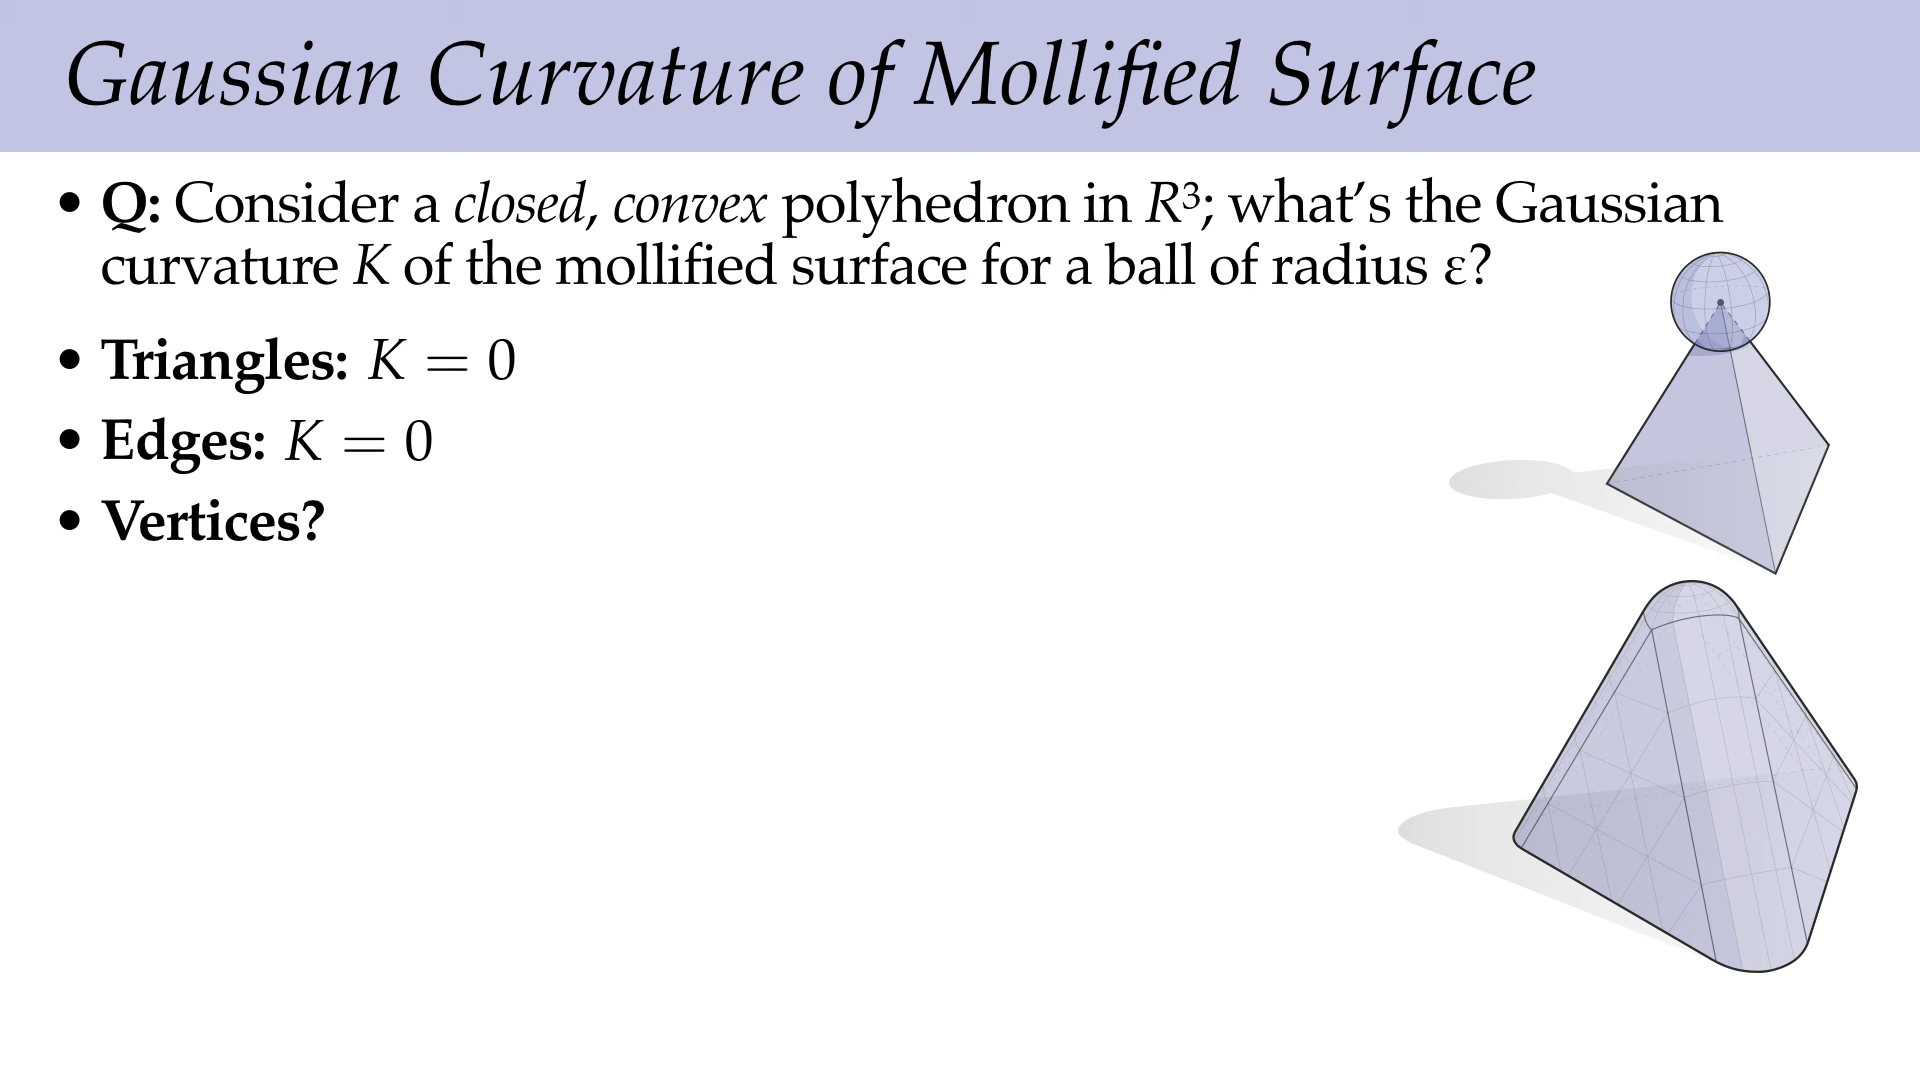 Gaussian Curvature of Mollified Surface
• Q: Consider a closed, convex polyhedron in R³; what’s the Gaussian
curvature K of the mollified surface for a ball of radius ε?
• Triangles: K = 0
• Edges: K = 0
• Vertices?